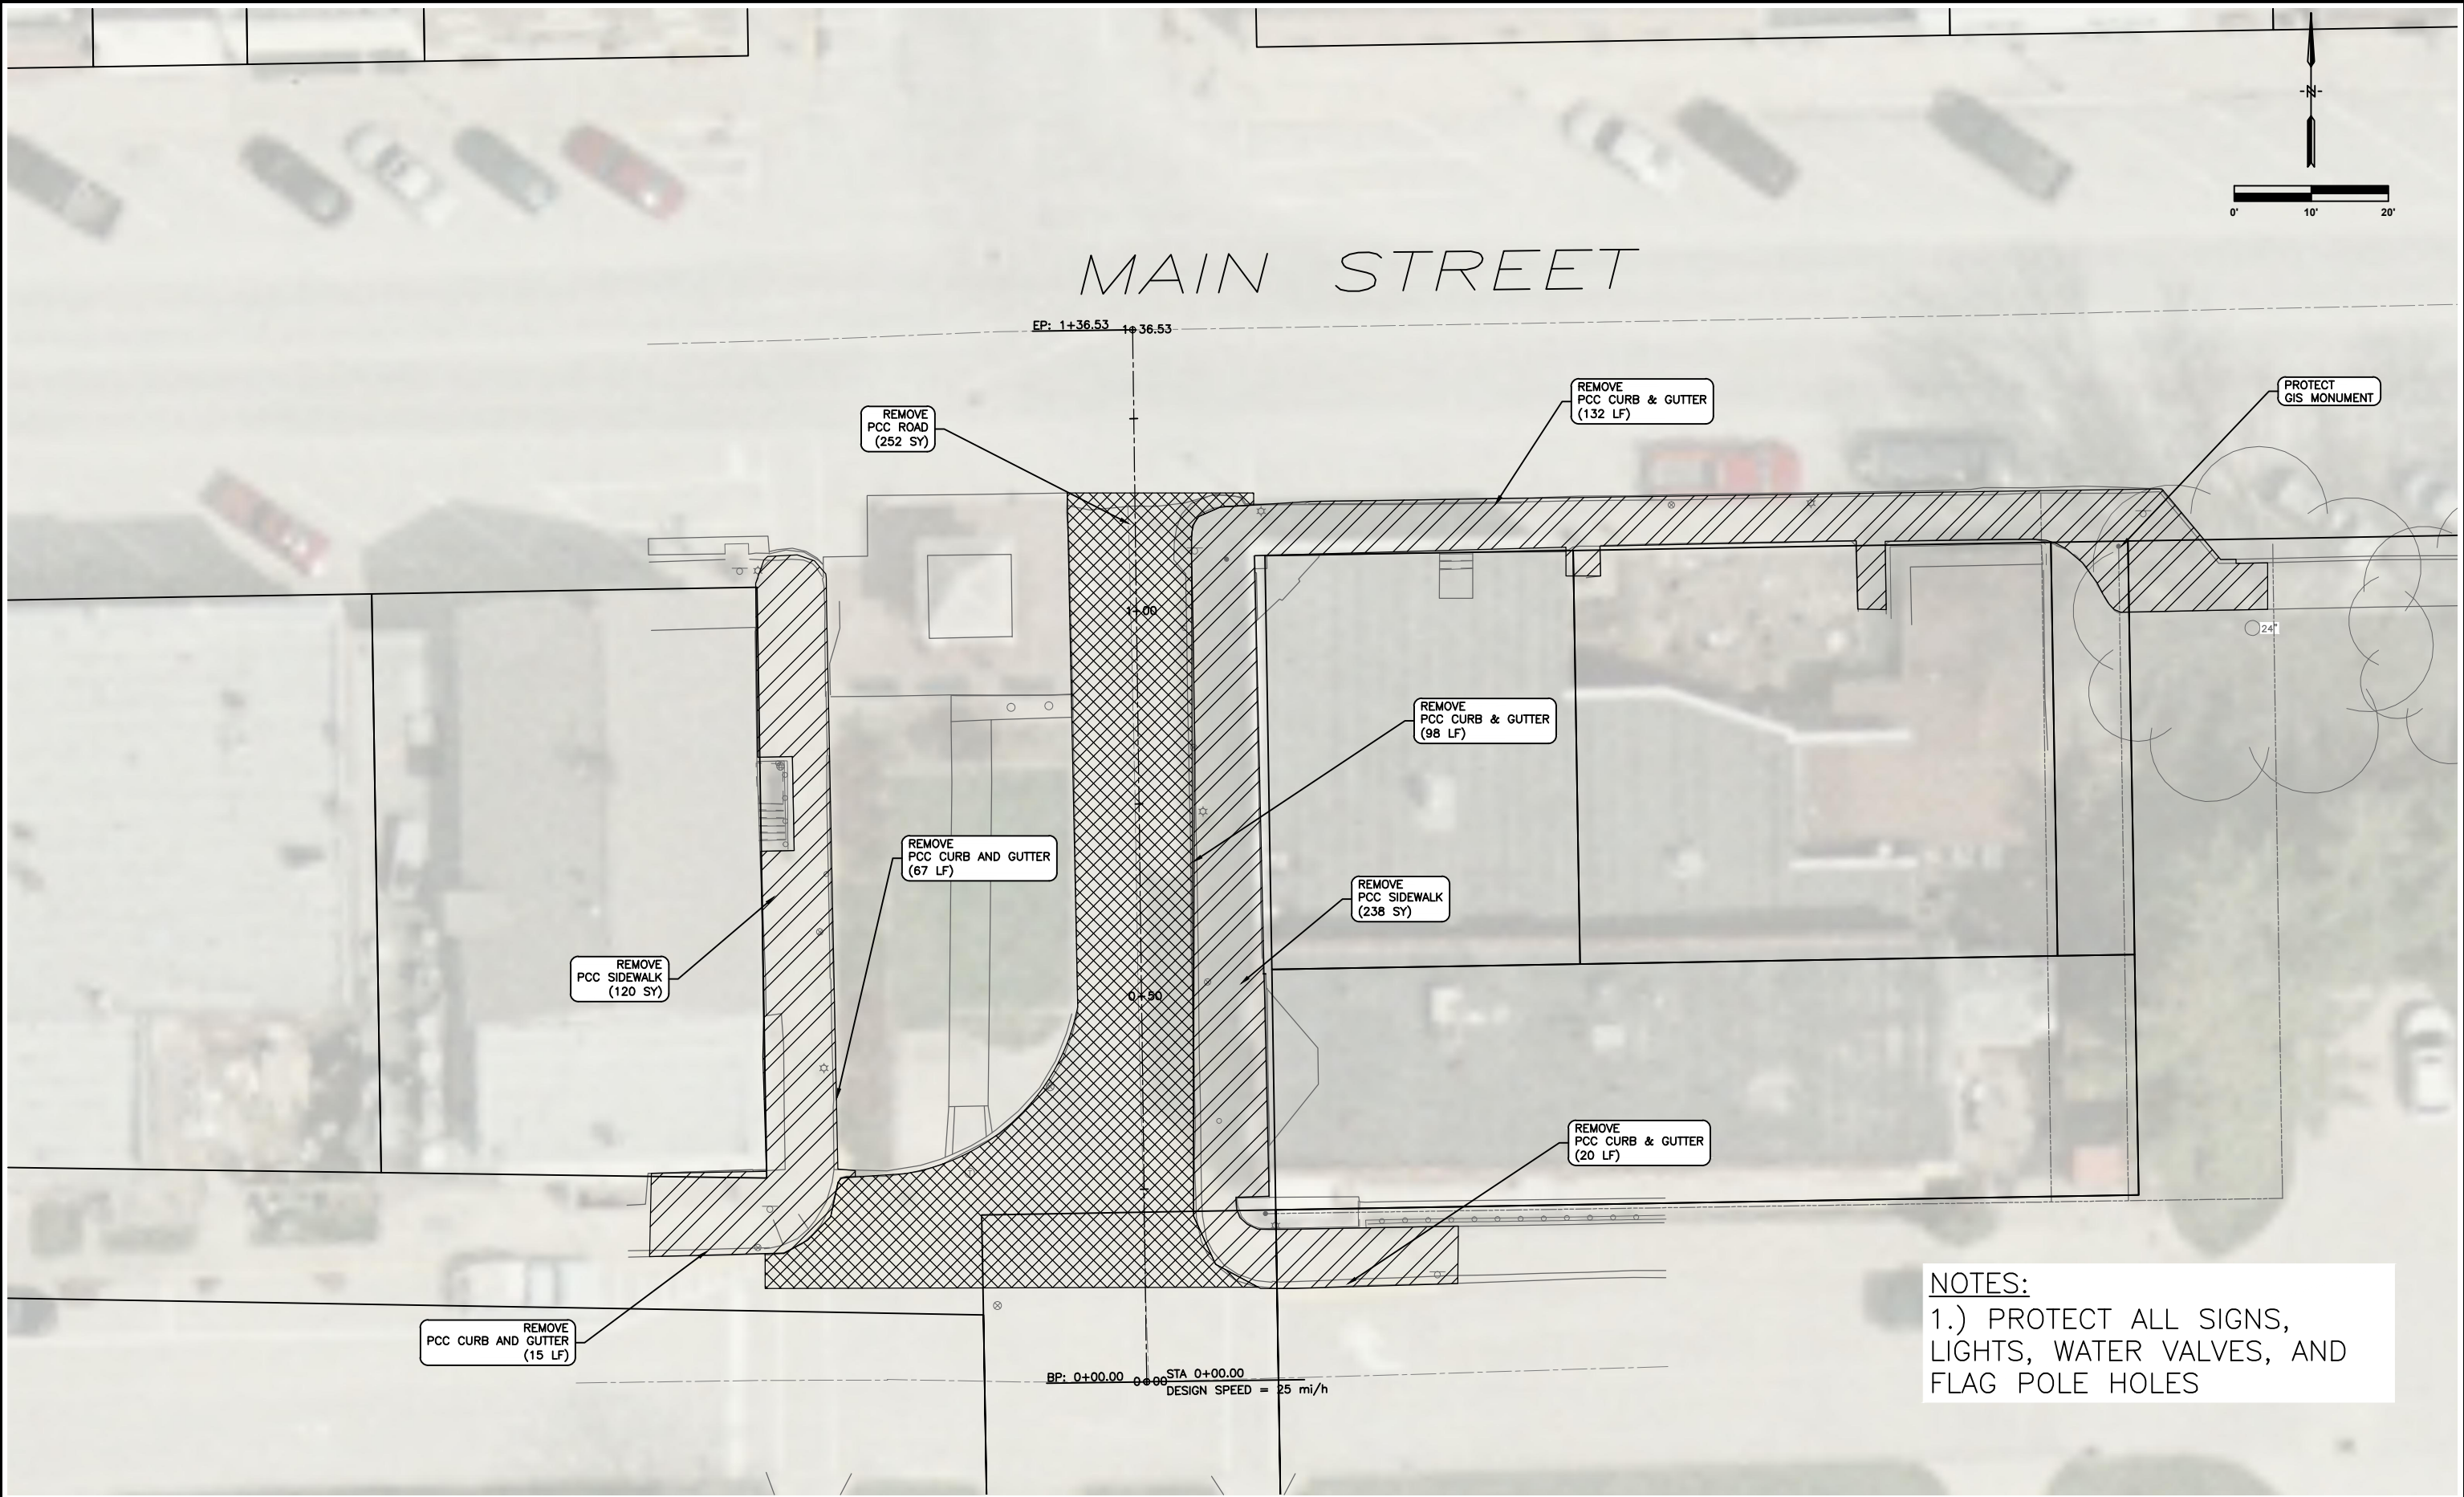 -N-
0' 10' 20'
MAIN STREET
EP: 1+36.53
1+36.53
REMOVE
PCC CURB & GUTTER
(132 LF)
PROTECT
GIS MONUMENT
REMOVE
PCC ROAD
(252 SY)
1+00
24"
REMOVE
PCC CURB & GUTTER
(98 LF)
REMOVE
PCC CURB AND GUTTER
(67 LF)
REMOVE
PCC SIDEWALK
(238 SY)
REMOVE
PCC SIDEWALK
(120 SY)
0+50
REMOVE
PCC CURB & GUTTER
(20 LF)
REMOVE
PCC CURB AND GUTTER
(15 LF)
BP: 0+00.00
0+00
STA 0+00.00
DESIGN SPEED = 25 mi/h
NOTES:
1.) PROTECT ALL SIGNS,
LIGHTS, WATER VALVES, AND
FLAG POLE HOLES